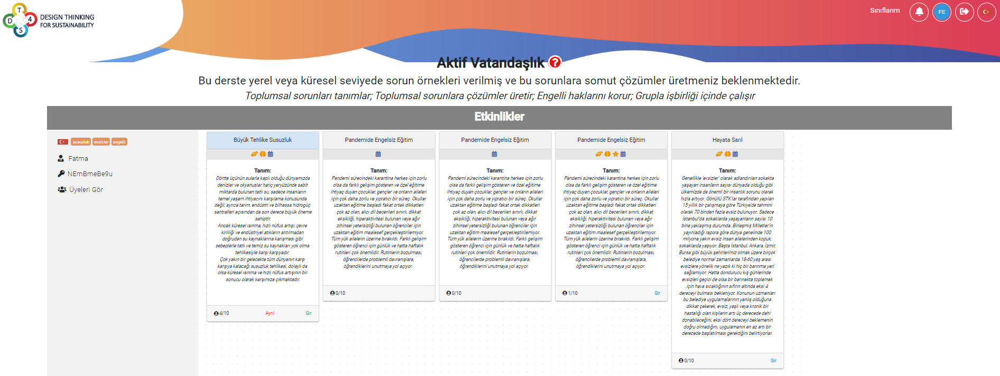 T
D 4
S
DESIGN THINKING
FOR SUSTAINABILITY
Sınıflarım
FE
Aktif Vatandaşlık ?
Bu derste yerel veya küresel seviyede sorun örnekleri verilmiş ve bu sorunlara somut çözümler üretmeniz beklenmektedir.
Toplumsal sorunları tanımlar; Toplumsal sorunlara çözümler üretir; Engelli haklarını korur; Grupla işbirliği içinde çalışır
Etkinlikler
susuzluk evsizler engelli
Fatma
NEmBmeBe9u
Üyeleri Gör
Büyük Tehlike Susuzluk
Tanım:
Dörtte üçünün sularla kaplı olduğu dünyamızda
denizler ve okyanuslar hariç yeryüzünde sabit
miktarda bulunan tatlı su, sadece insanların
temel yaşam ihtiyacını karşılama konusunda
değil, ayrıca tarım, endüstri ve bilhassa hidrogüç
santralleri açısından da son derece büyük öneme
sahiptir.
Ancak küresel ısınma, hızlı nüfus artışı, çevre
kirliliği ve endüstriyel atıkların arıtılmadan
doğrudan su kaynaklarına karışması gibi
sebeplerle tatlı ve temiz su kaynakları yok olma
tehlikesiyle karşı karşıyadır.
Çok yakın bir gelecekte tüm dünyanın karşı
karşıya kalacağı susuzluk tehlikesi, dolaylı da
olsa küresel ısınma ve hızlı nüfus artışının bir
sonucu olarak karşımıza çıkmaktadır.
4/10 Ayrıl Gir
Pandemide Engelsiz Eğitim
Tanım:
Pandemi sürecindeki karantina herkes için zorlu
olsa da farklı gelişim gösteren ve özel eğitime
ihtiyaç duyan çocuklar, gençler ve onların aileleri
için çok daha zorlu ve yıpratıcı bir süreç. Okullar
uzaktan eğitime başladı fakat ortak dikkatleri
çok az olan, alıcı dil becerileri sınırlı, dikkat
eksikliği, hiperaktivitesi bulunan veya ağır
zihinsel yetersizliği bulunan öğrenciler için
uzaktan eğitim maalesef gerçekleştirilemiyor.
Tüm yük ailelerin üzerine bırakıldı. Farklı gelişim
gösteren öğrenci için günlük ve hatta haftalık
rutinleri çok önemlidir. Rutinlerin bozulması,
öğrencilerde problemli davranışlara,
öğrendiklerini unutmaya yol açıyor.
0/10
Pandemide Engelsiz Eğitim
Tanım:
Pandemi sürecindeki karantina herkes için zorlu
olsa da farklı gelişim gösteren ve özel eğitime
ihtiyaç duyan çocuklar, gençler ve onların aileleri
için çok daha zorlu ve yıpratıcı bir süreç. Okullar
uzaktan eğitime başladı fakat ortak dikkatleri
çok az olan, alıcı dil becerileri sınırlı, dikkat
eksikliği, hiperaktivitesi bulunan veya ağır
zihinsel yetersizliği bulunan öğrenciler için
uzaktan eğitim maalesef gerçekleştirilemiyor.
Tüm yük ailelerin üzerine bırakıldı. Farklı gelişim
gösteren öğrenci için günlük ve hatta haftalık
rutinleri çok önemlidir. Rutinlerin bozulması,
öğrencilerde problemli davranışlara,
öğrendiklerini unutmaya yol açıyor.
0/10
Pandemide Engelsiz Eğitim
Tanım:
Pandemi sürecindeki karantina herkes için zorlu
olsa da farklı gelişim gösteren ve özel eğitime
ihtiyaç duyan çocuklar, gençler ve onların aileleri
için çok daha zorlu ve yıpratıcı bir süreç. Okullar
uzaktan eğitime başladı fakat ortak dikkatleri
çok az olan, alıcı dil becerileri sınırlı, dikkat
eksikliği, hiperaktivitesi bulunan veya ağır
zihinsel yetersizliği bulunan öğrenciler için
uzaktan eğitim maalesef gerçekleştirilemiyor.
Tüm yük ailelerin üzerine bırakıldı. Farklı gelişim
gösteren öğrenci için günlük ve hatta haftalık
rutinleri çok önemlidir. Rutinlerin bozulması,
öğrencilerde problemli davranışlara,
öğrendiklerini unutmaya yol açıyor.
1/10 Gir
Hayata Sarıl
Tanım:
Genellikle 'evsizler' olarak adlandırılan sokakta
yaşayan insanların sayısı dünyada olduğu gibi
ülkemizde de önemli bir insanlık sorunu olarak
hızla artıyor. Gönüllü STK'lar tarafından yapılan
15 yıllık bir çalışmaya göre Türkiye'de tahmini
olarak 70 binden fazla evsiz bulunuyor. Sadece
İstanbul'da sokaklarda yaşayanların sayısı 10
bine yaklaşmış durumda. Birleşmiş Milletler'in
yayınladığı rapora göre dünya genelinde 100
milyona yakın evsiz insan ailelerinden kopuk,
sokaklarda yaşıyor. Başta İstanbul, Ankara, İzmir,
Bursa gibi büyük şehirlerimiz olmak üzere birçok
belediye normal zamanlarda 18-60 yaş arası
evsizlere yönelik ne yazık ki hiç bir barınma yeri
sağlamıyor. Hatta dondurucu kış günlerinde
evsizleri geçici de olsa bir barınakta toplamak
için hava sıcaklığının sıfırın altında eksi 4
dereceyi bulması bekleniyor. Konunun uzmanları
bu belediye uygulamalarının yanlış olduğuna
dikkat çekerek, evsiz, yaşlı veya kronik bir
hastalığı olan kişilerin artı üç derecede dahi
donabileceğini, eksi dört dereceyi beklemenin
doğru olmadığını, uygulamanın en az artı bir
derecede başlatılması gerektiğini belirtiyorlar.
0/10 Gir